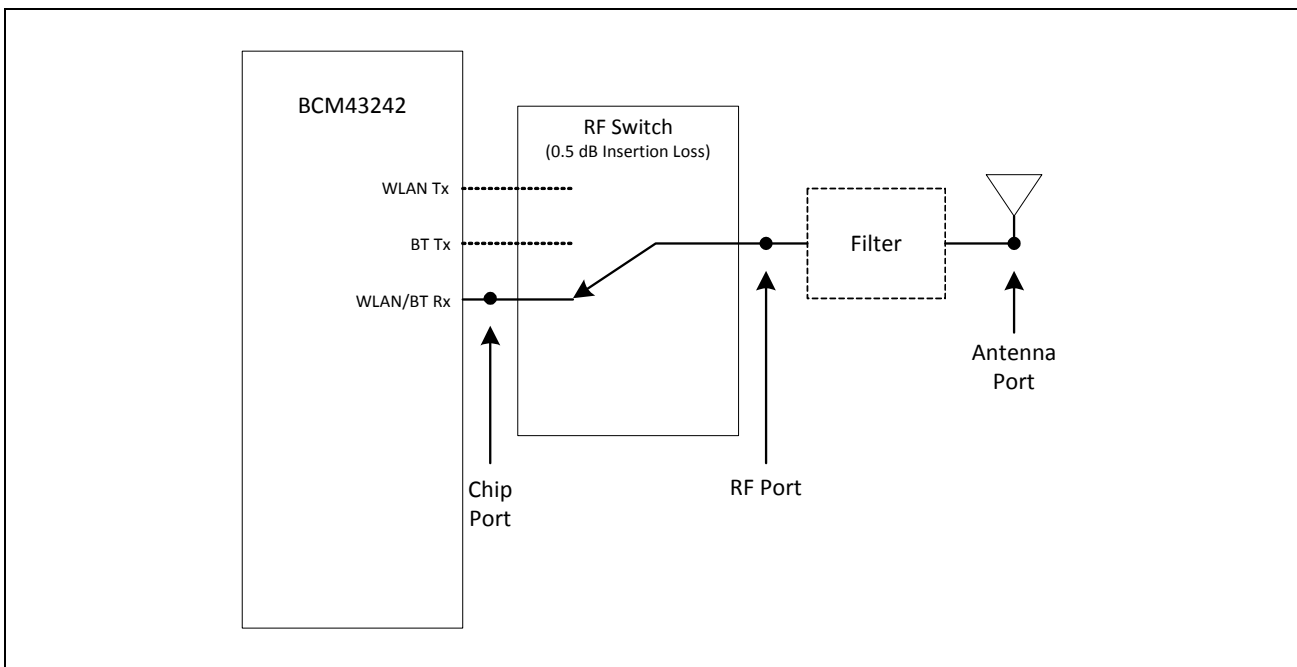 BCM43242
RF Switch
(0.5 dB Insertion Loss)
WLAN Tx
BT Tx
WLAN/BT Rx
Filter
Chip
Port
RF Port
Antenna
Port